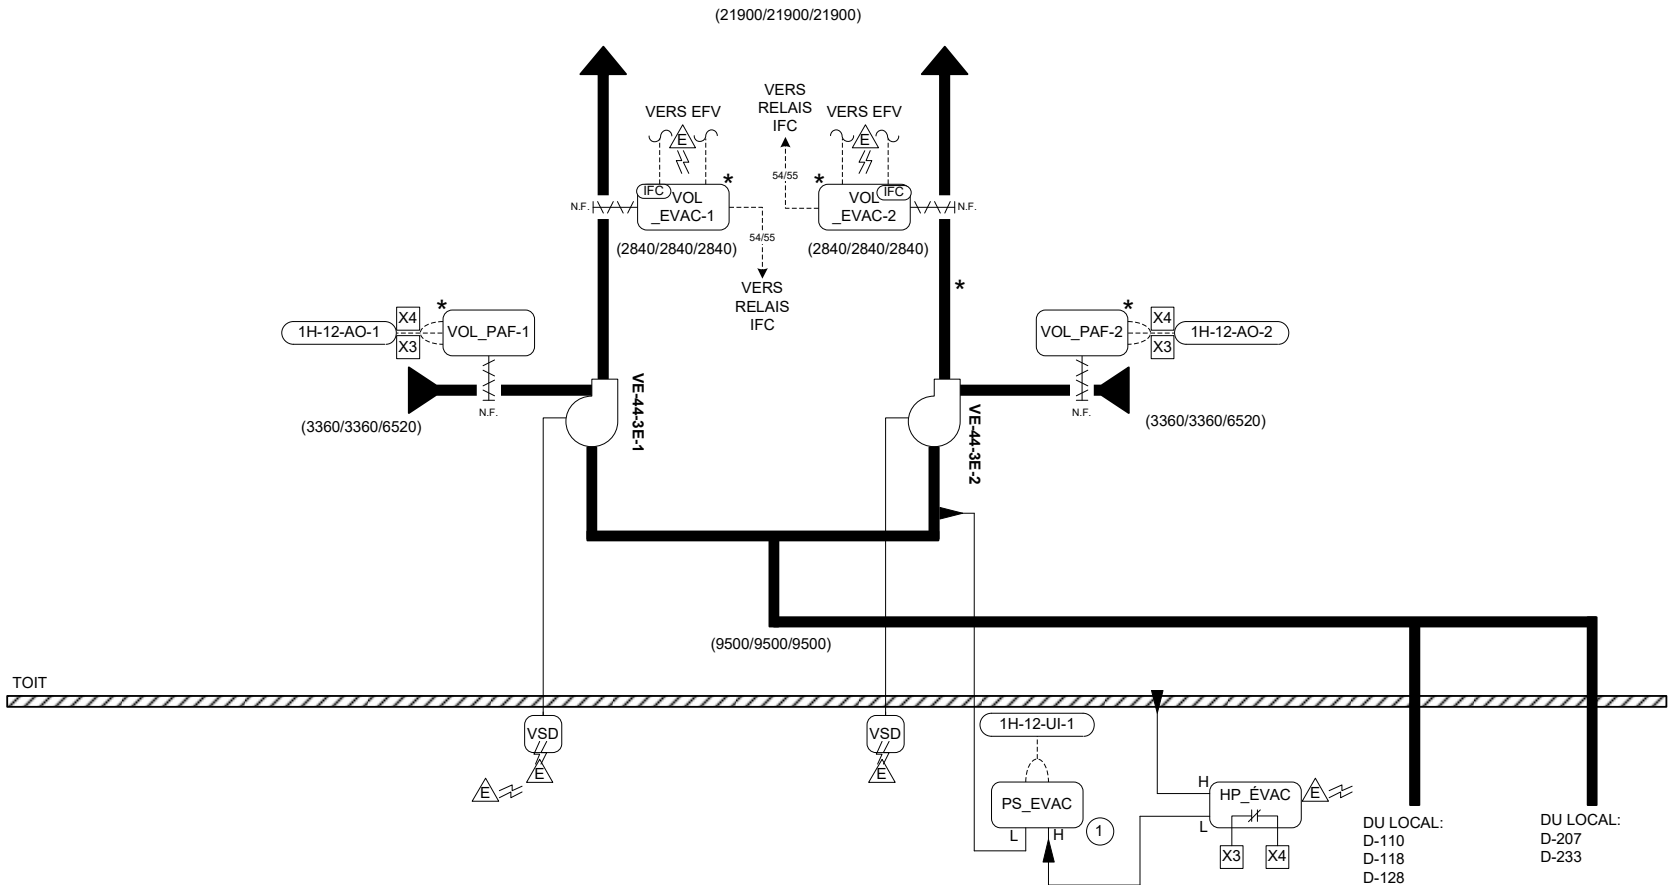 (21900/21900/21900)
VERS
RELAIS
IFC
VERS EFV
E
VERS EFV
E
54/55
*
*
IFC
VOL
_EVAC-1
N.F.
VOL
IFC
_EVAC-2
N.F.
54/55
(2840/2840/2840)
(2840/2840/2840)
VERS
RELAIS
IFC
*
1H-12-AO-1
X4
X3
*
VOL_PAF-1
N.F.
(3360/3360/6520)
VE-44-3E-1
VOL_PAF-2
*
X4
X3
1H-12-AO-2
N.F.
(3360/3360/6520)
VE-44-3E-2
(9500/9500/9500)
TOIT
VSD
E
E
VSD
E
1H-12-UI-1
PS_EVAC
L
H
1
H
L
HP_ÉVAC
E
X3
X4
DU LOCAL:
D-110
D-118
D-128
DU LOCAL:
D-207
D-233